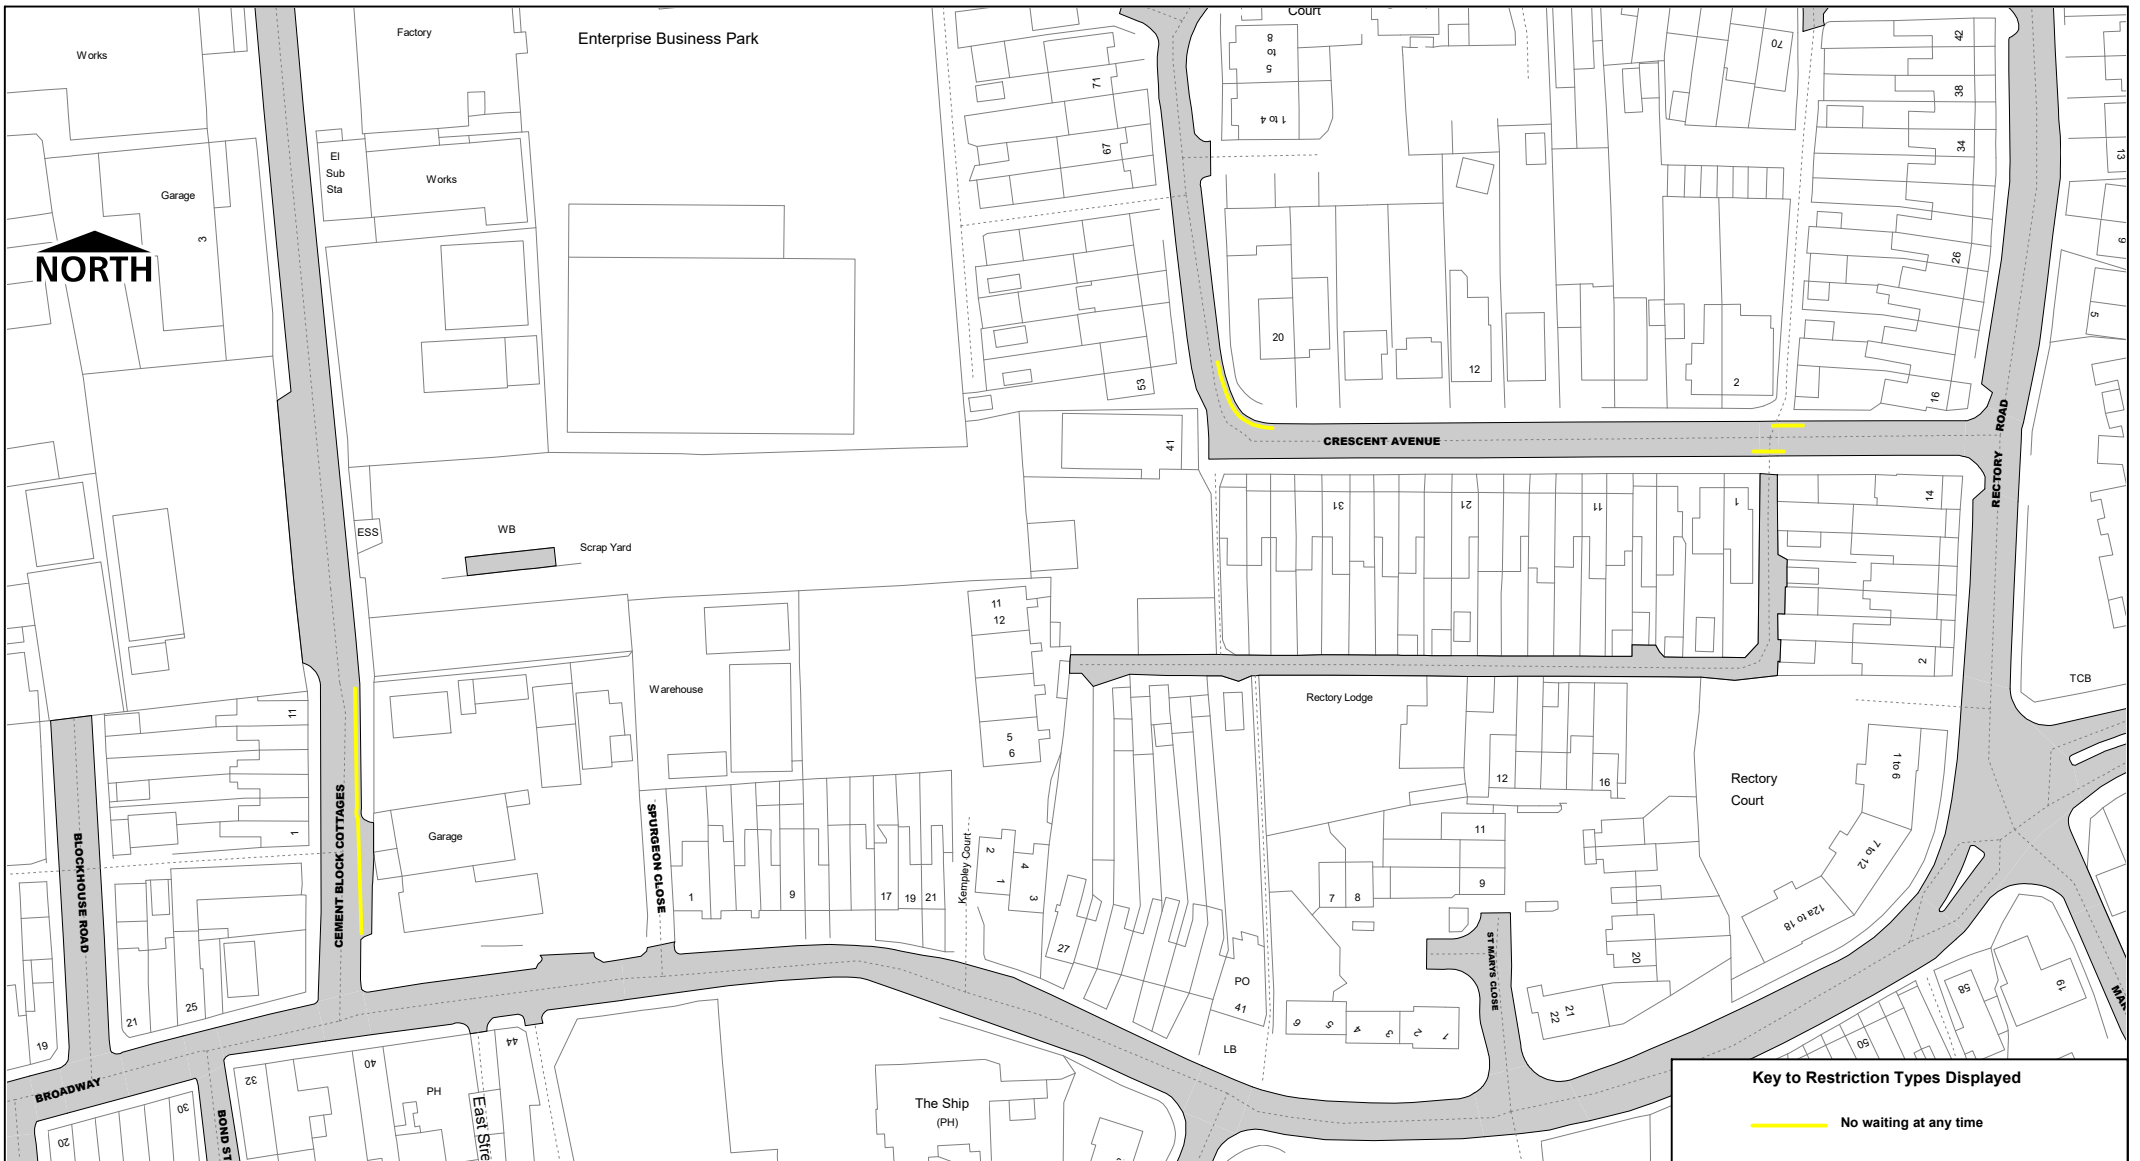 Works
Factory
Enterprise Business Park
Court
5 to 8
1 to 4
70
42
38
34
26
16
13
9
5
71
67
53
El
Sub
Sta
Works
Garage
3
NORTH
20
12
2
41
CRESCENT AVENUE
RECTORY ROAD
ESS
WB
Scrap Yard
31
21
11
1
14
2
11
12
5
6
Warehouse
Rectory Lodge
TCB
12
16
Rectory
Court
1 to 6
7 to 12
12a to 18
11
1
BLOCKHOUSE ROAD
CEMENT BLOCK COTTAGES
Garage
SPURGEON CLOSE
1
9
17
19
21
Kempley Court
2
1
4
3
27
PO
41
LB
11
9
7
8
ST MARYS CLOSE
20
21
22
6
5
4
3
2
1
58
19
50
MAR
19
21
25
BROADWAY
BOND ST
20
30
32
40
PH
44
East Stre
The Ship
(PH)
Key to Restriction Types Displayed
No waiting at any time